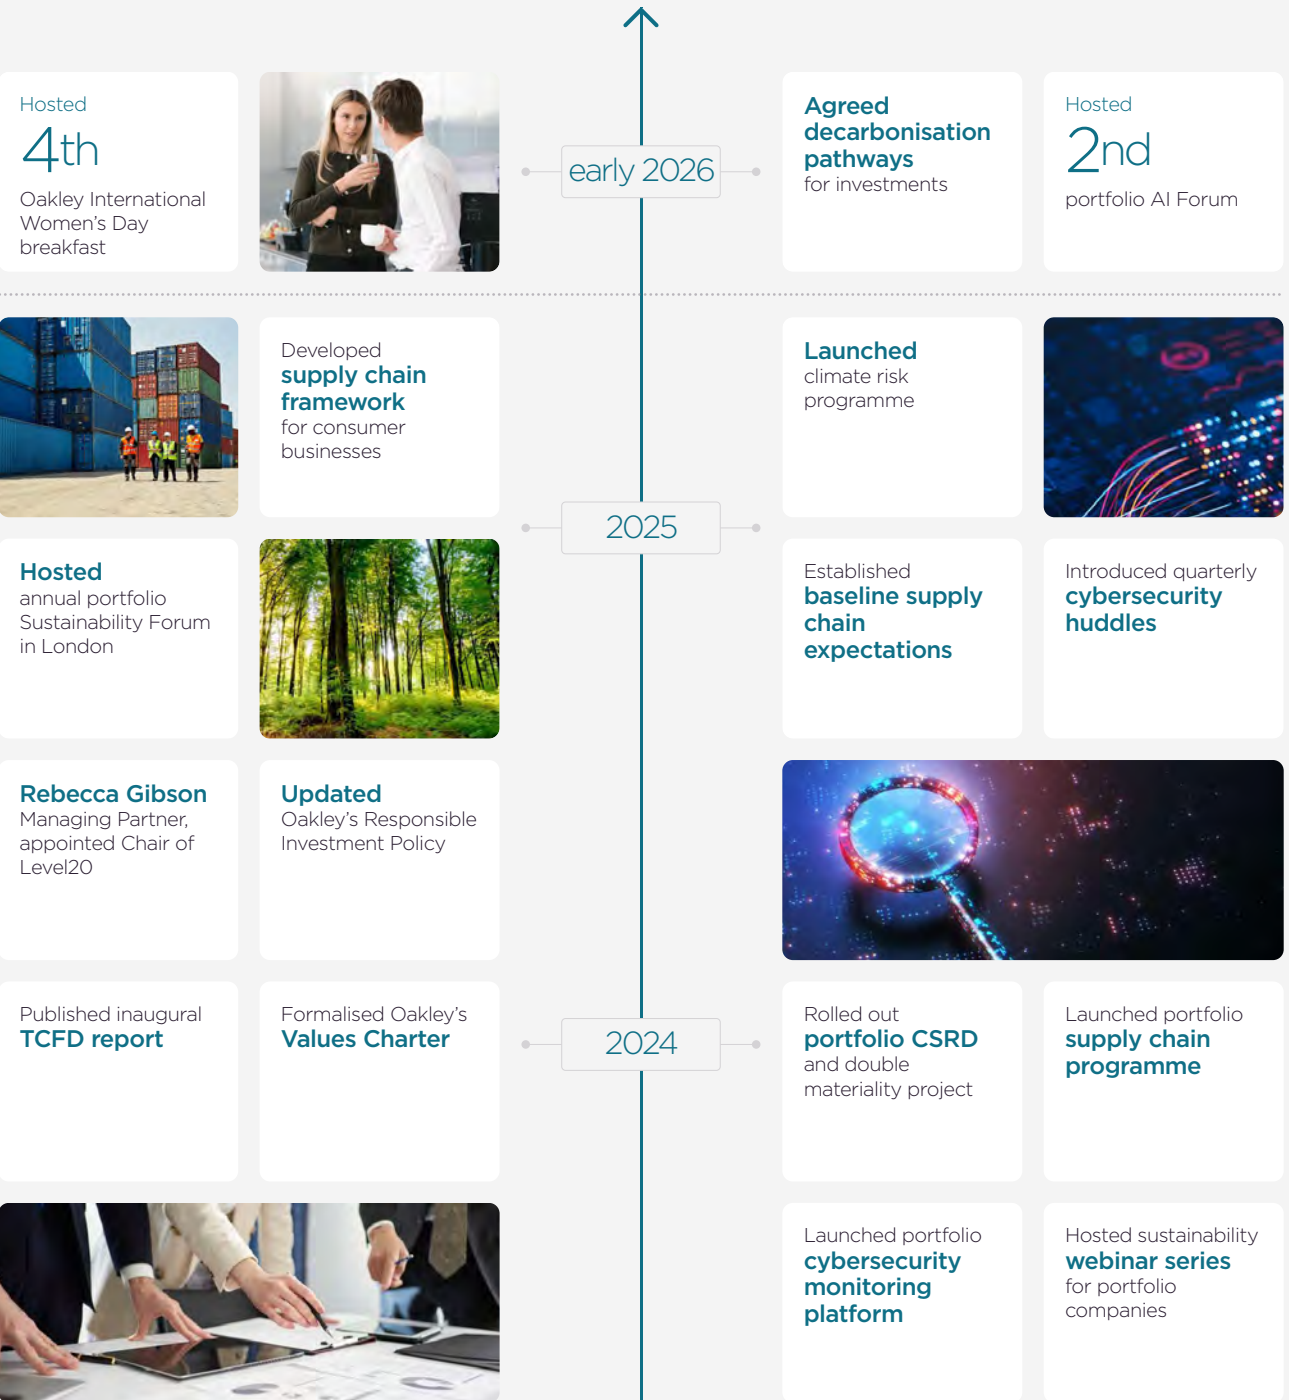 Hosted
4th
Oakley International
Women's Day
breakfast
early 2026
Agreed
decarbonisation
pathways
for investments
Hosted
2nd
portfolio AI Forum
Developed
supply chain
framework
for consumer
businesses
Launched
climate risk
programme
2025
Hosted
annual portfolio
Sustainability Forum
in London
Established
baseline supply
chain
expectations
Introduced quarterly
cybersecurity
huddles
Rebecca Gibson
Managing Partner,
appointed Chair of
Level20
Updated
Oakley's Responsible
Investment Policy
Published inaugural
TCFD report
Formalised Oakley's
Values Charter
2024
Rolled out
portfolio CSRD
and double
materiality project
Launched portfolio
supply chain
programme
Launched portfolio
cybersecurity
monitoring
platform
Hosted sustainability
webinar series
for portfolio
companies